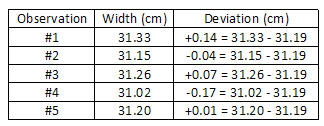 Observation Width (cm) Deviation (cm)
#1 31.33 +0.14 = 31.33 - 31.19
#2 31.15 -0.04 = 31.15 - 31.19
#3 31.26 +0.07 = 31.26 - 31.19
#4 31.02 -0.17 = 31.02 - 31.19
#5 31.20 +0.01 = 31.20 - 31.19